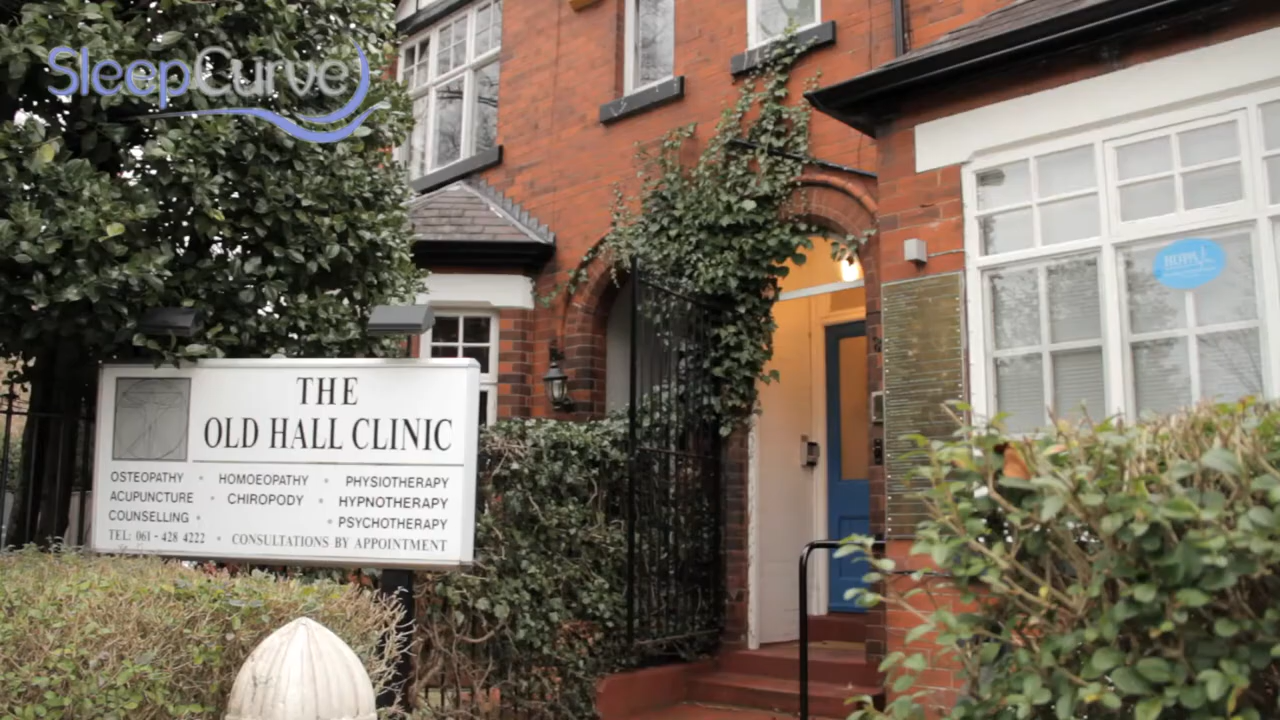 SleepCurve
THE
OLD HALL CLINIC
OSTEOPATHY • HOMOEOPATHY • PHYSIOTHERAPY
ACUPUNCTURE • CHIROPODY • HYPNOTHERAPY
COUNSELLING • • PSYCHOTHERAPY
TEL: 061 - 428 4222 • CONSULTATIONS BY APPOINTMENT